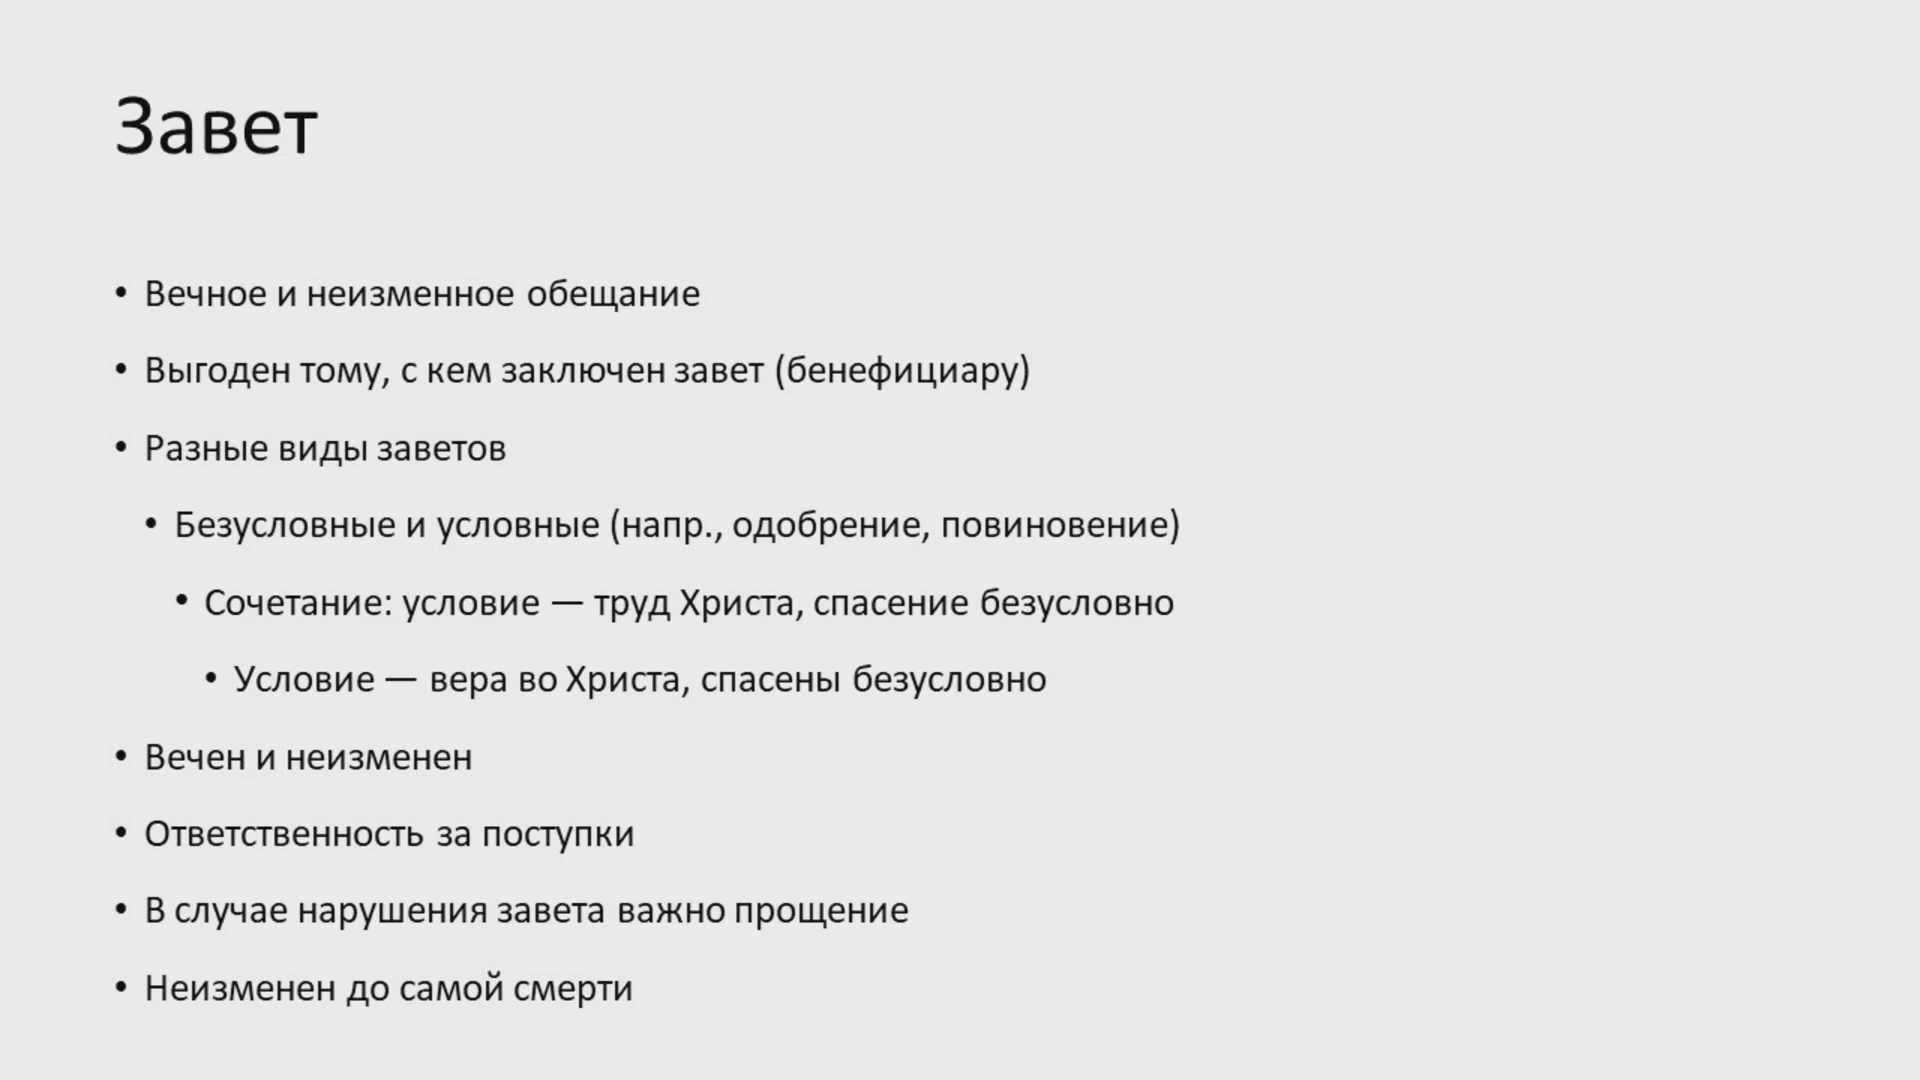 Завет
• Вечное и неизменное обещание
• Выгоден тому, с кем заключен завет (бенефициару)
• Разные виды заветов
• Безусловные и условные (напр., одобрение, повиновение)
• Сочетание: условие — труд Христа, спасение безусловно
• Условие — вера во Христа, спасены безусловно
• Вечен и неизменен
• Ответственность за поступки
• В случае нарушения завета важно прощение
• Неизменен до самой смерти